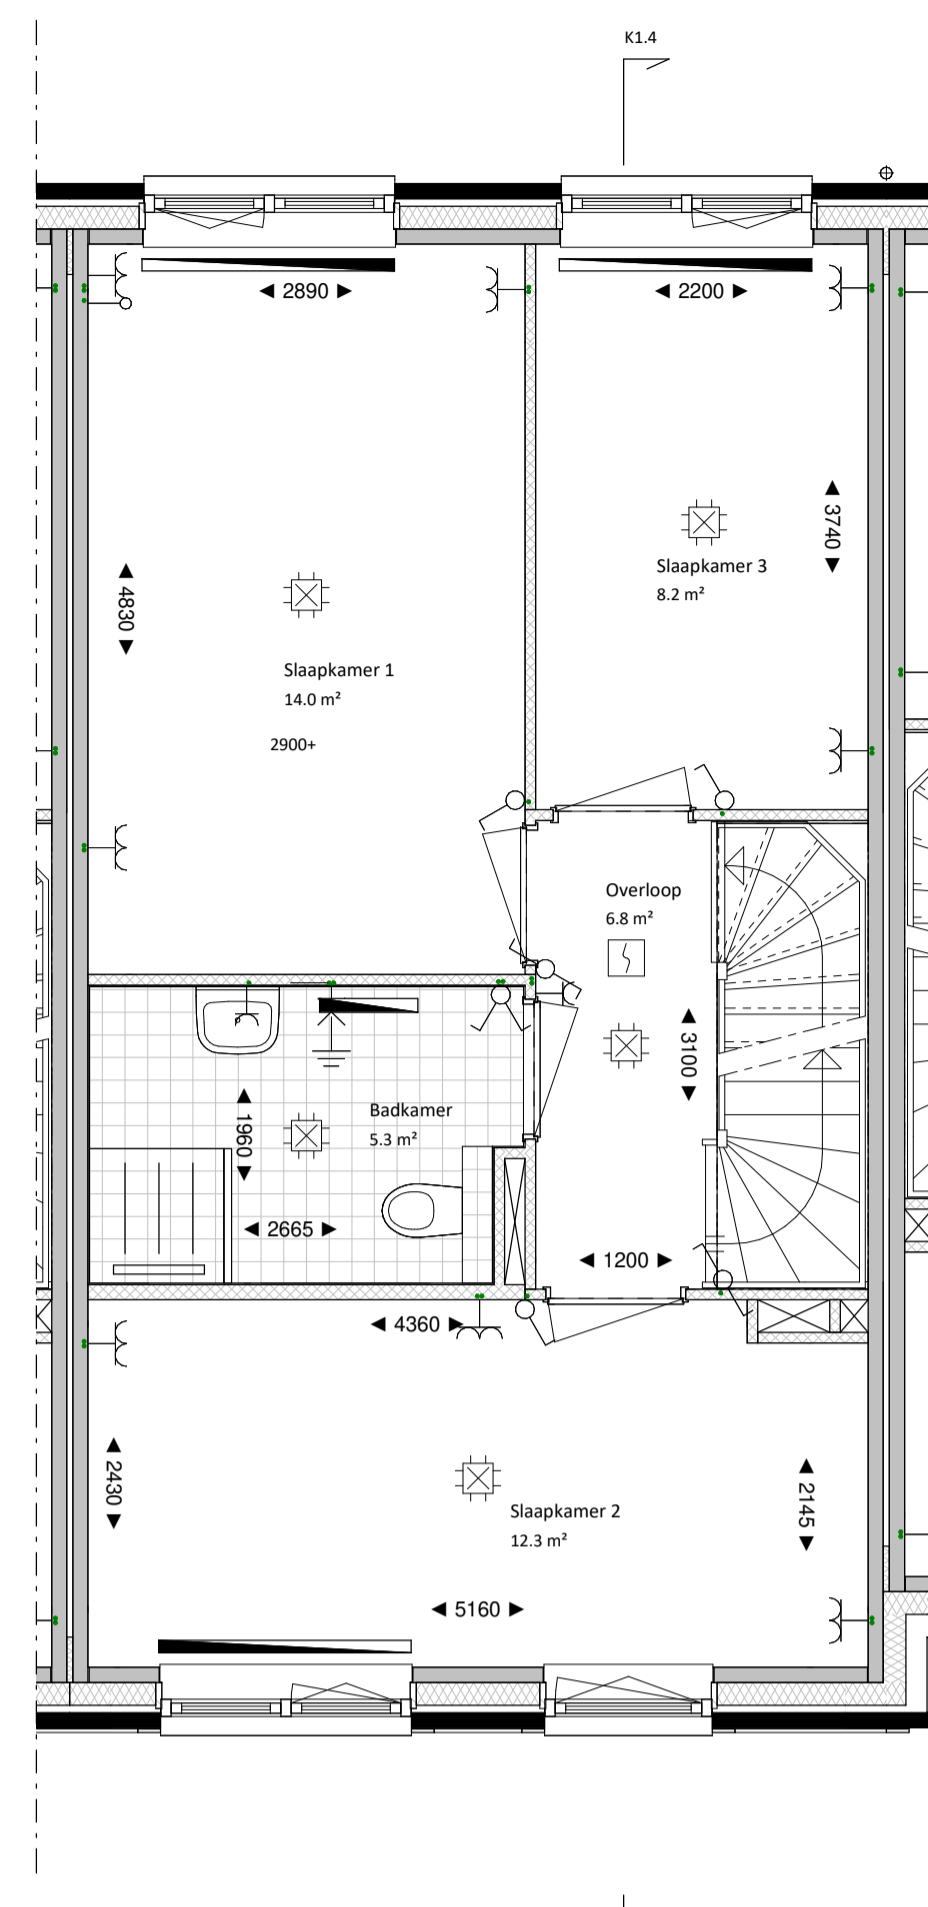 K1.4
◄ 2890 ►
◄ 2200 ►
◄ 3740 ►
Slaapkamer 3
8.2 m²
◄ 4830 ►
Slaapkamer 1
14.0 m²
2900+
Overloop
6.8 m²
◄ 3100 ►
Badkamer
5.3 m²
◄ 1960 ►
◄ 2665 ►
◄ 1200 ►
◄ 4360 ►
◄ 2430 ►
◄ 2145 ►
Slaapkamer 2
12.3 m²
◄ 5160 ►